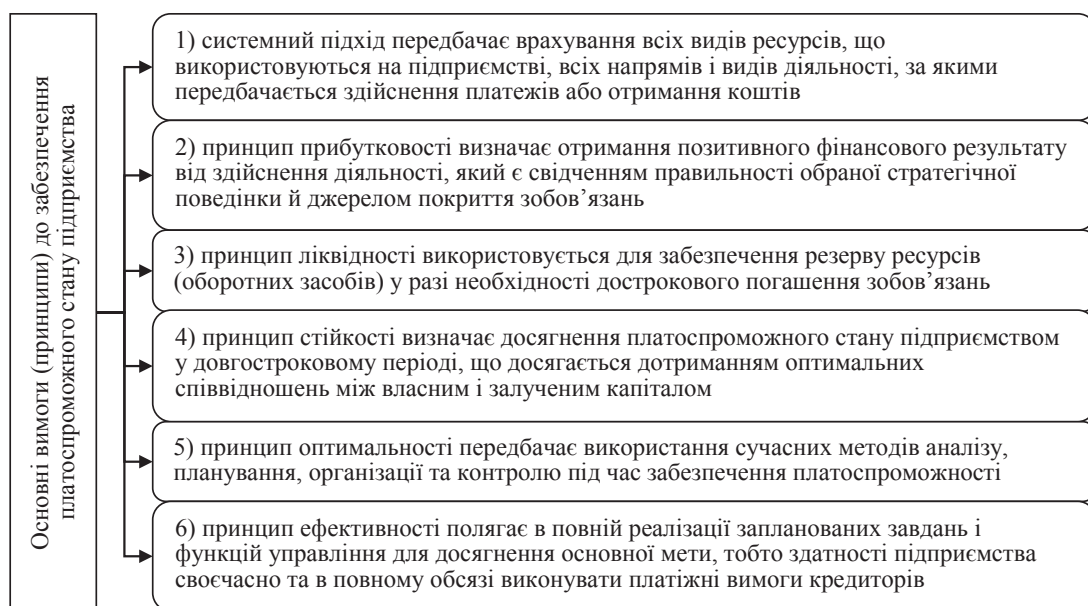 Основні вимоги (принципи) до забезпечення
платоспроможного стану підприємства
1) системний підхід передбачає врахування всіх видів ресурсів, що
використовуються на підприємстві, всіх напрямів і видів діяльності, за якими
передбачається здійснення платежів або отримання коштів
2) принцип прибутковості визначає отримання позитивного фінансового результату
від здійснення діяльності, який є свідченням правильності обраної стратегічної
поведінки й джерелом покриття зобов’язань
3) принцип ліквідності використовується для забезпечення резерву ресурсів
(оборотних засобів) у разі необхідності дострокового погашення зобов’язань
4) принцип стійкості визначає досягнення платоспроможного стану підприємством
у довгостроковому періоді, що досягається дотриманням оптимальних
співвідношень між власним і залученим капіталом
5) принцип оптимальності передбачає використання сучасних методів аналізу,
планування, організації та контролю під час забезпечення платоспроможності
6) принцип ефективності полягає в повній реалізації запланованих завдань і
функцій управління для досягнення основної мети, тобто здатності підприємства
своєчасно та в повному обсязі виконувати платіжні вимоги кредиторів